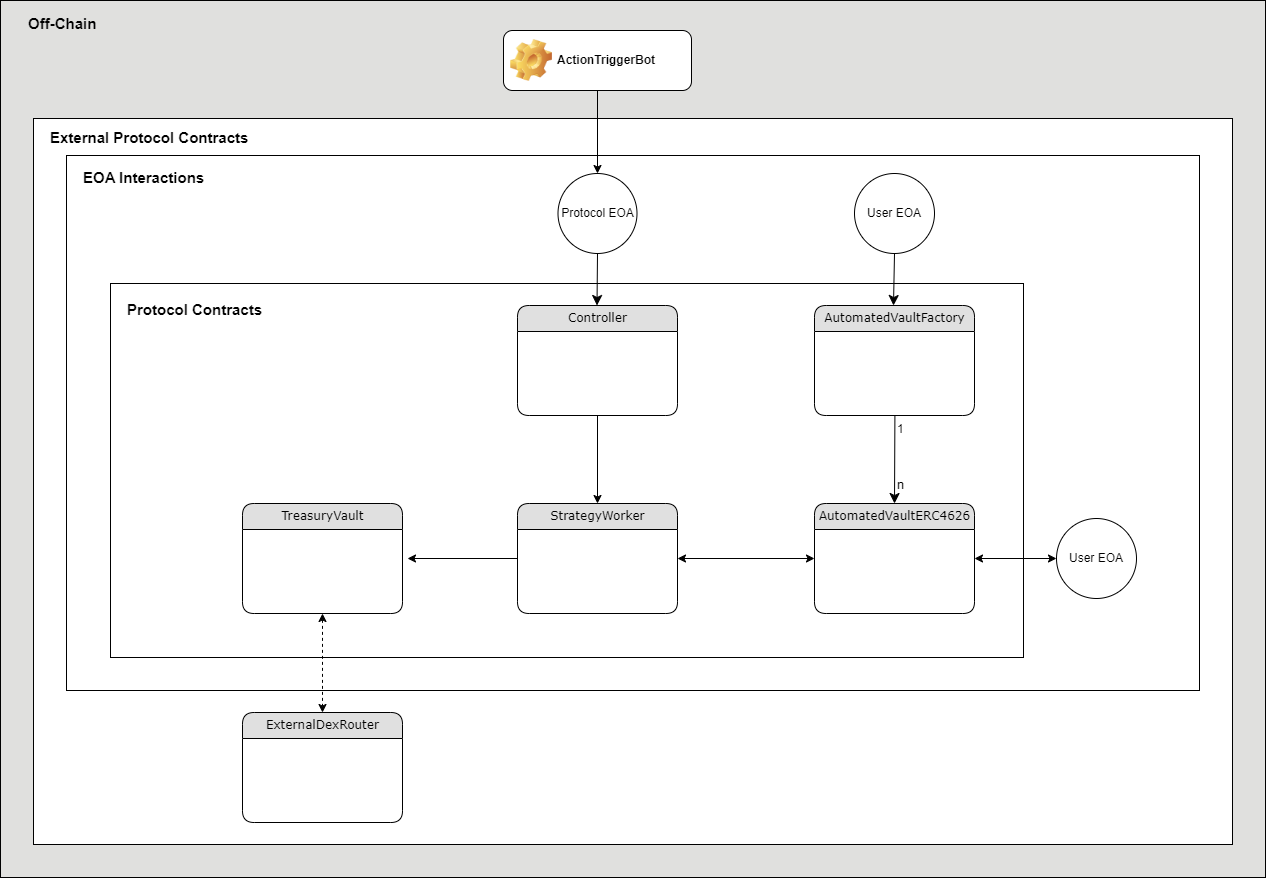 Off-Chain
ActionTriggerBot
External Protocol Contracts
EOA Interactions
Protocol EOA
User EOA
Protocol Contracts
Controller
AutomatedVaultFactory
1
n
TreasuryVault
StrategyWorker
AutomatedVaultERC4626
User EOA
ExternalDexRouter